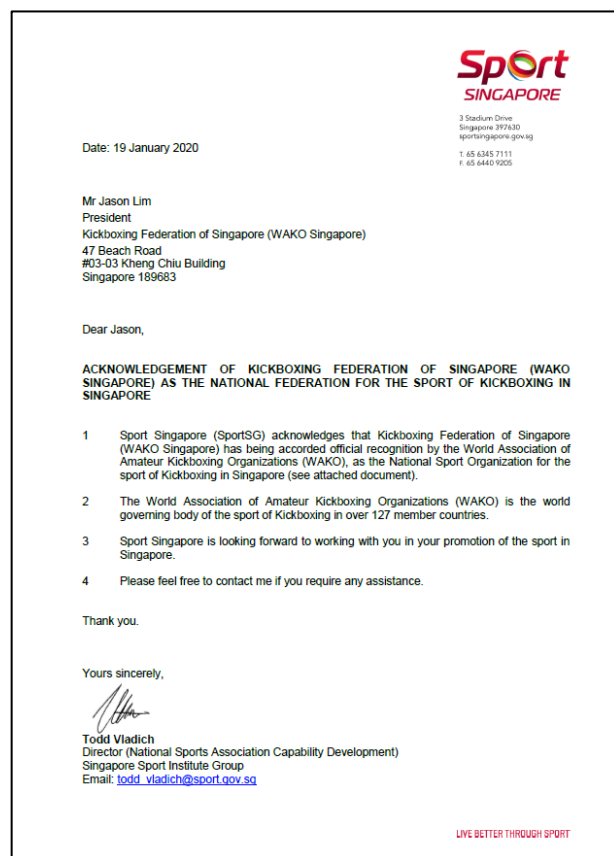 Sport
SINGAPORE
3 Stadium Drive
Singapore 397630
sportsingapore.gov.sg
T. 65 6345 7111
F. 65 6440 9205
Date: 19 January 2020
Mr Jason Lim
President
Kickboxing Federation of Singapore (WAKO Singapore)
47 Beach Road
#03-03 Kheng Chiu Building
Singapore 189683
Dear Jason,
ACKNOWLEDGEMENT OF KICKBOXING FEDERATION OF SINGAPORE (WAKO
SINGAPORE) AS THE NATIONAL FEDERATION FOR THE SPORT OF KICKBOXING IN
SINGAPORE
1 Sport Singapore (SportSG) acknowledges that Kickboxing Federation of Singapore
(WAKO Singapore) has being accorded official recognition by the World Association of
Amateur Kickboxing Organizations (WAKO), as the National Sport Organization for the
sport of Kickboxing in Singapore (see attached document).
2 The World Association of Amateur Kickboxing Organizations (WAKO) is the world
governing body of the sport of Kickboxing in over 127 member countries.
3 Sport Singapore is looking forward to working with you in your promotion of the sport in
Singapore.
4 Please feel free to contact me if you require any assistance.
Thank you.
Yours sincerely,
Todd Vladich
Director (National Sports Association Capability Development)
Singapore Sport Institute Group
Email: todd_vladich@sport.gov.sg
LIVE BETTER THROUGH SPORT